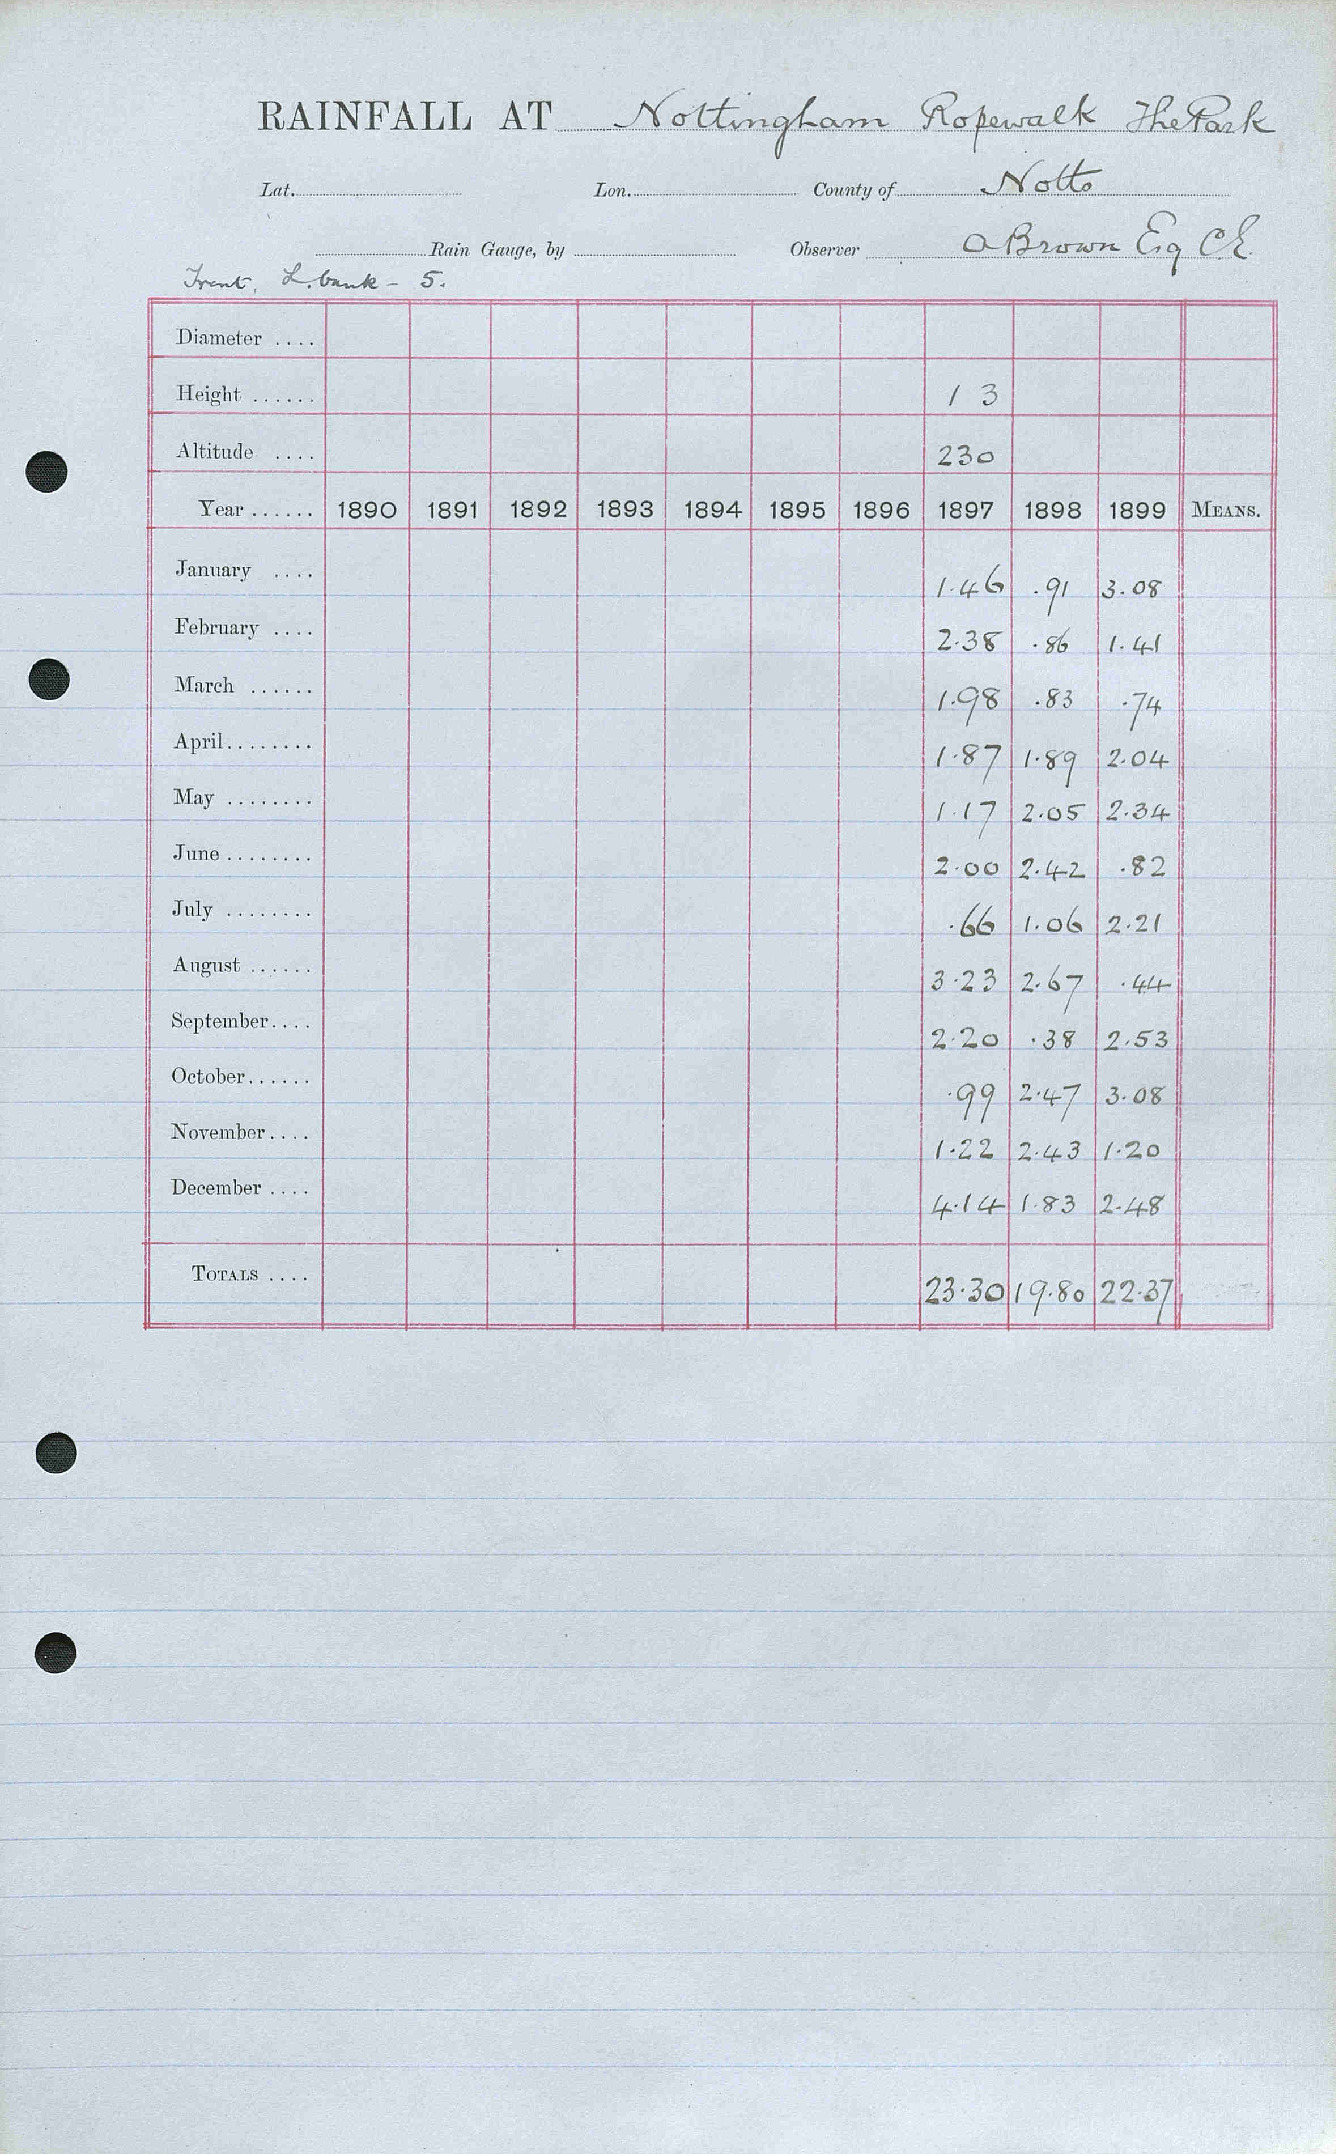 RAINFALL AT Nottingham Ropewalk The Park
Lat. Lon. County of Notts
Rain Gauge, by Observer A Brown Esq CE
Trent, L. bank - 5.
Diameter ....
Height ...... 1 3
Altitude .... 230
Year ...... 1890 1891 1892 1893 1894 1895 1896 1897 1898 1899 MEANS.
January .... 1.46 .91 3.08
February .... 2.38 .86 1.41
March ...... 1.98 .83 .74
April........ 1.87 1.89 2.04
May ........ 1.17 2.05 2.34
June ........ 2.00 2.42 .82
July ........ .66 1.06 2.21
August ...... 3.23 2.67 .44
September.... 2.20 .38 2.53
October...... .99 2.47 3.08
November.... 1.22 2.43 1.20
December .... 4.14 1.83 2.48
TOTALS .... 23.30 19.80 22.37